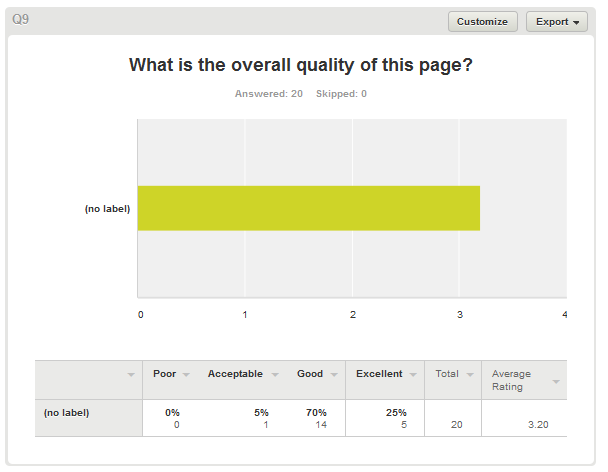 Q9
Customize
Export
What is the overall quality of this page?
Answered: 20 Skipped: 0
(no label)
0 1 2 3 4
Poor Acceptable Good Excellent Total Average
Rating
(no label) 0% 5% 70% 25%
0 1 14 5 20 3.20